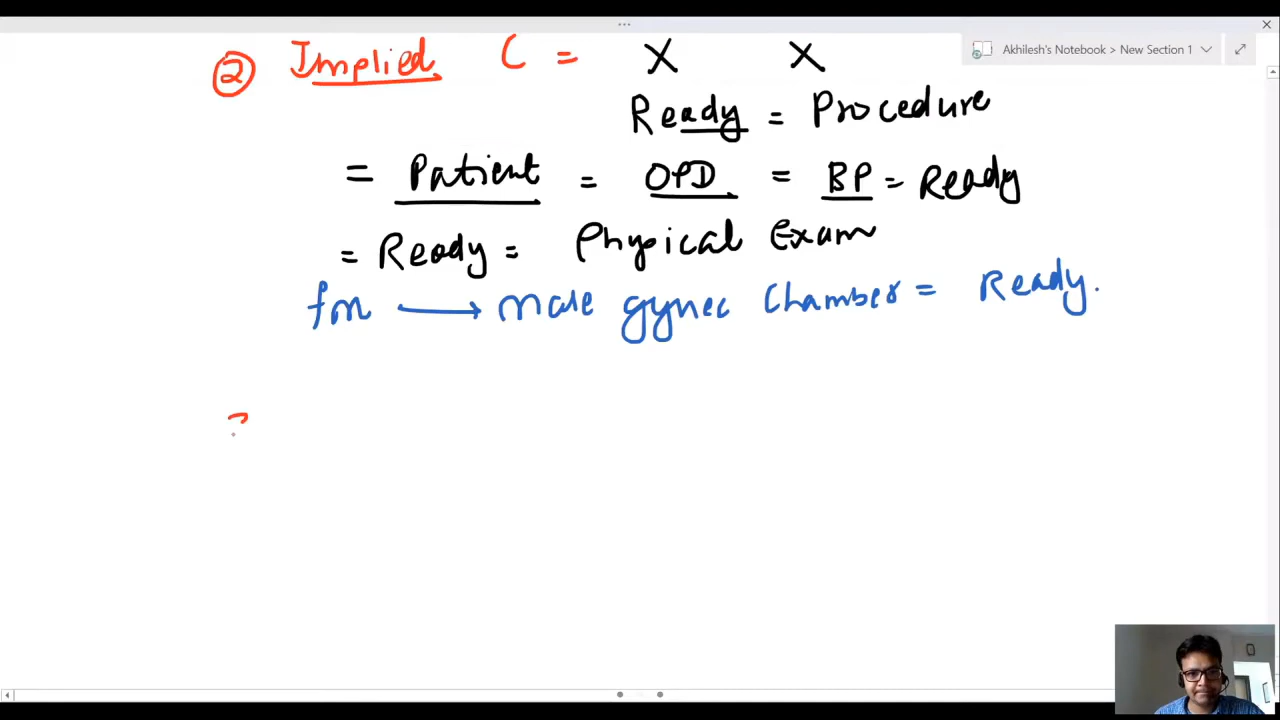 ② Implied C = X X
Akhilesh's Notebook > New Section 1
Ready = Procedure
= Patient = OPD = BP = Ready
= Ready = Physical Exam
for → male gynec chamber = Ready.